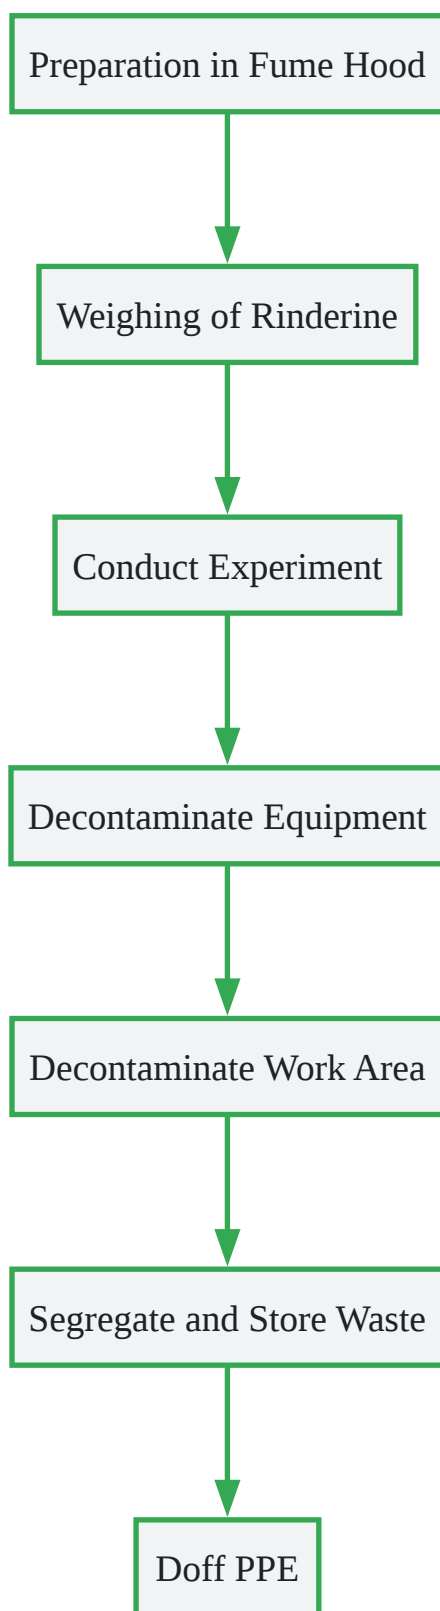 Preparation in Fume Hood
Weighing of Rinderine
Conduct Experiment
Decontaminate Equipment
Decontaminate Work Area
Segregate and Store Waste
Doff PPE